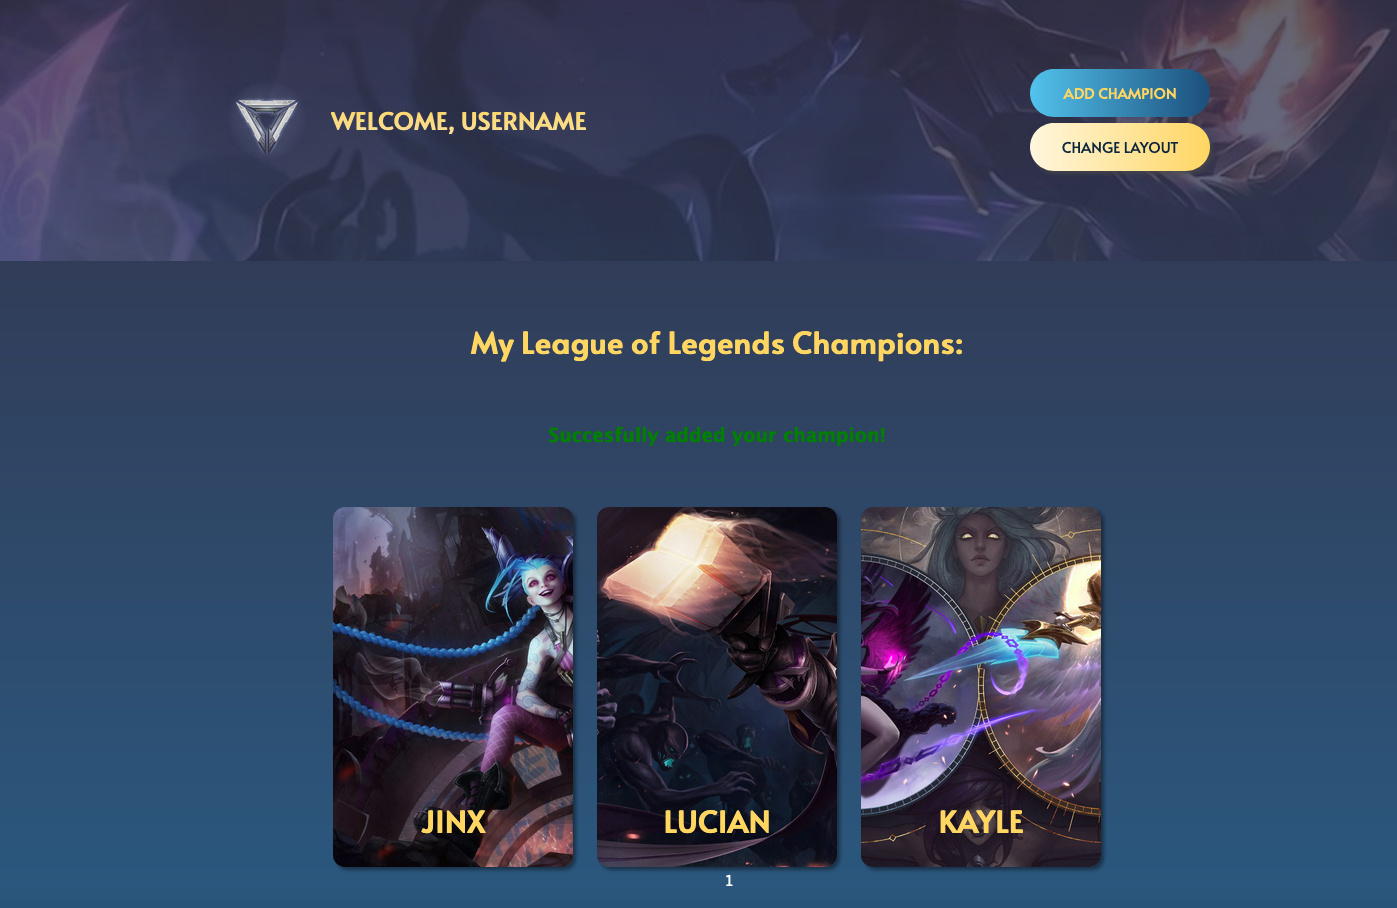 WELCOME, USERNAME
ADD CHAMPION
CHANGE LAYOUT
My League of Legends Champions:
Succesfully added your champion!
JINX
LUCIAN
KAYLE
1